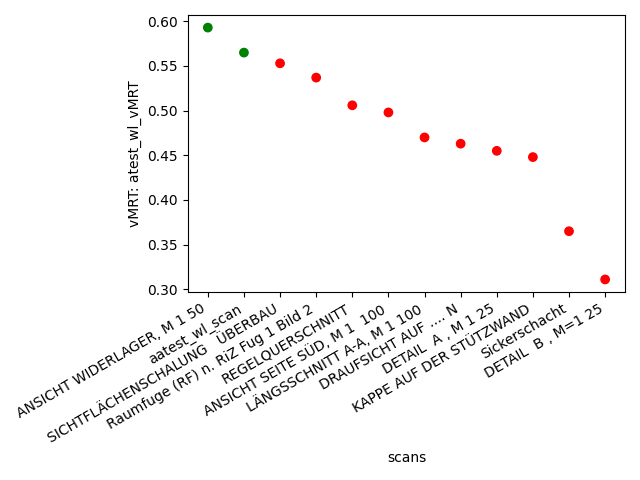 0.60
0.55
0.50
0.45
0.40
0.35
0.30
vMRT: atest_wl_vMRT
ANSICHT WIDERLAGER, M 1 50
aatest_wl_scan
SICHTFLÄCHENSCHALUNG ÜBERBAU
Raumfuge (RF) n. RiZ Fug 1 Bild 2
REGELQUERSCHNITT
ANSICHT SEITE SÜD, M 1 100
LÄNGSSCHNITT A-A, M 1 100
DRAUFSICHT AUF .... N
DETAIL A , M 1 25
KAPPE AUF DER STÜTZWAND
Sickerschacht
DETAIL B , M=1 25
scans